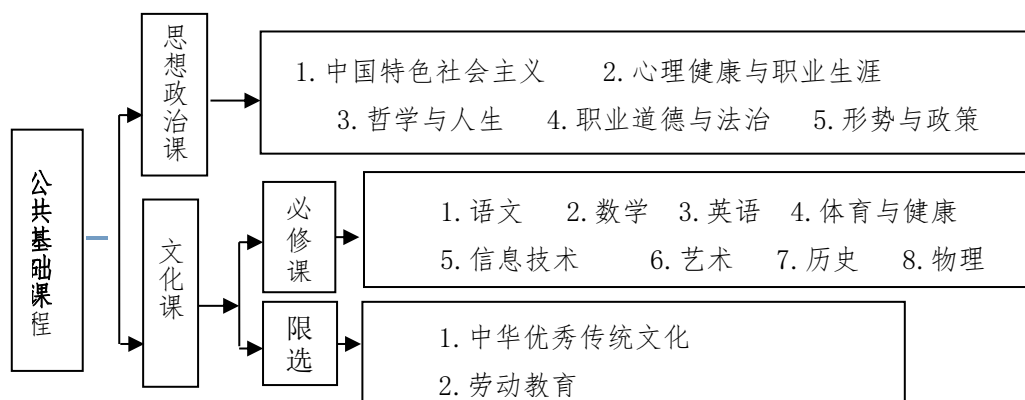 公共基础课程
思想政治课
1.中国特色社会主义 2.心理健康与职业生涯
3.哲学与人生 4.职业道德与法治 5.形势与政策
文化课
必修课
1.语文 2.数学 3.英语 4.体育与健康
5.信息技术 6.艺术 7.历史 8.物理
限选
1.中华优秀传统文化
2.劳动教育